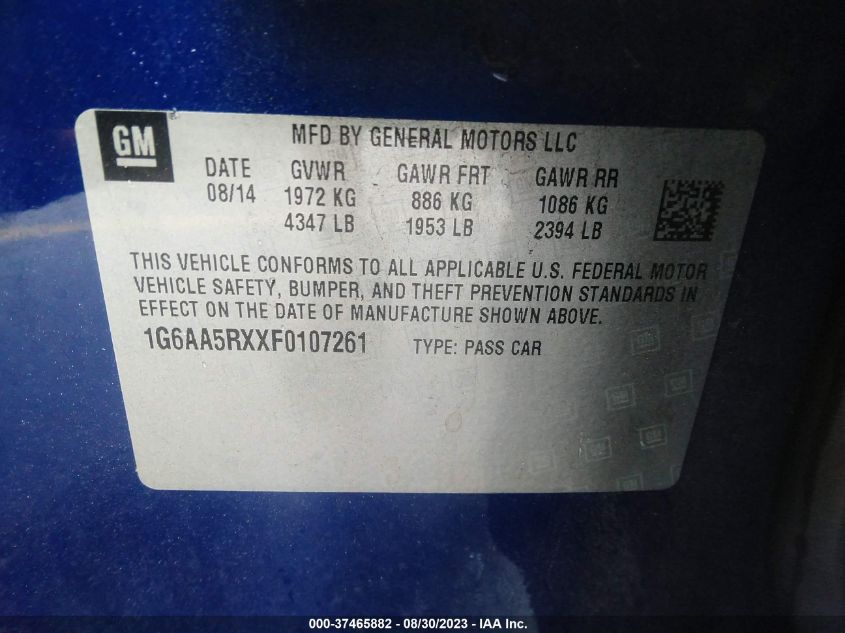 GM
MFD BY GENERAL MOTORS LLC
DATE GVWR GAWR FRT GAWR RR
08/14 1972 KG 886 KG 1086 KG
4347 LB 1953 LB 2394 LB
THIS VEHICLE CONFORMS TO ALL APPLICABLE U.S. FEDERAL MOTOR
VEHICLE SAFETY, BUMPER, AND THEFT PREVENTION STANDARDS IN
EFFECT ON THE DATE OF MANUFACTURE SHOWN ABOVE.
1G6AA5RXXF0107261 TYPE: PASS CAR
000-37465882 - 08/30/2023 - IAA Inc.